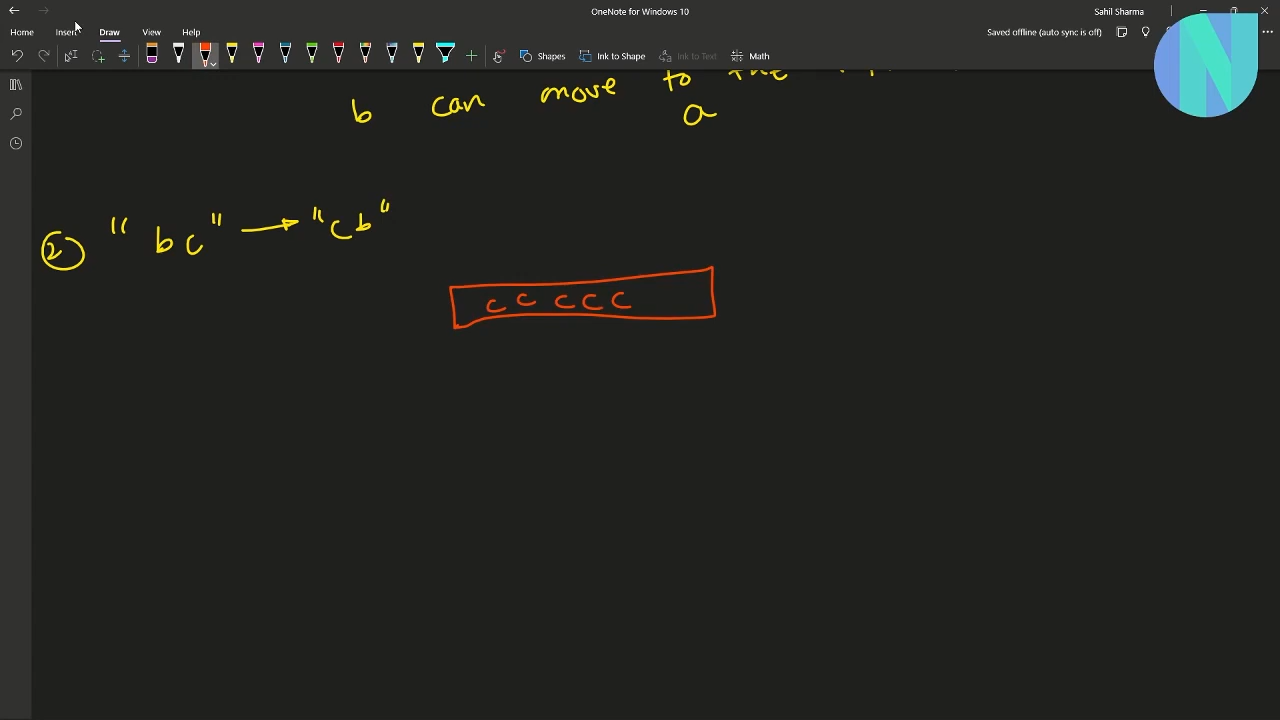 OneNote for Windows 10
Sahil Sharma
Home Insert Draw View Help
Saved offline (auto sync is off)
Shapes Ink to Shape Ink to Text Math
b can move to the
a
2 " bc" → "cb"
c c c c c